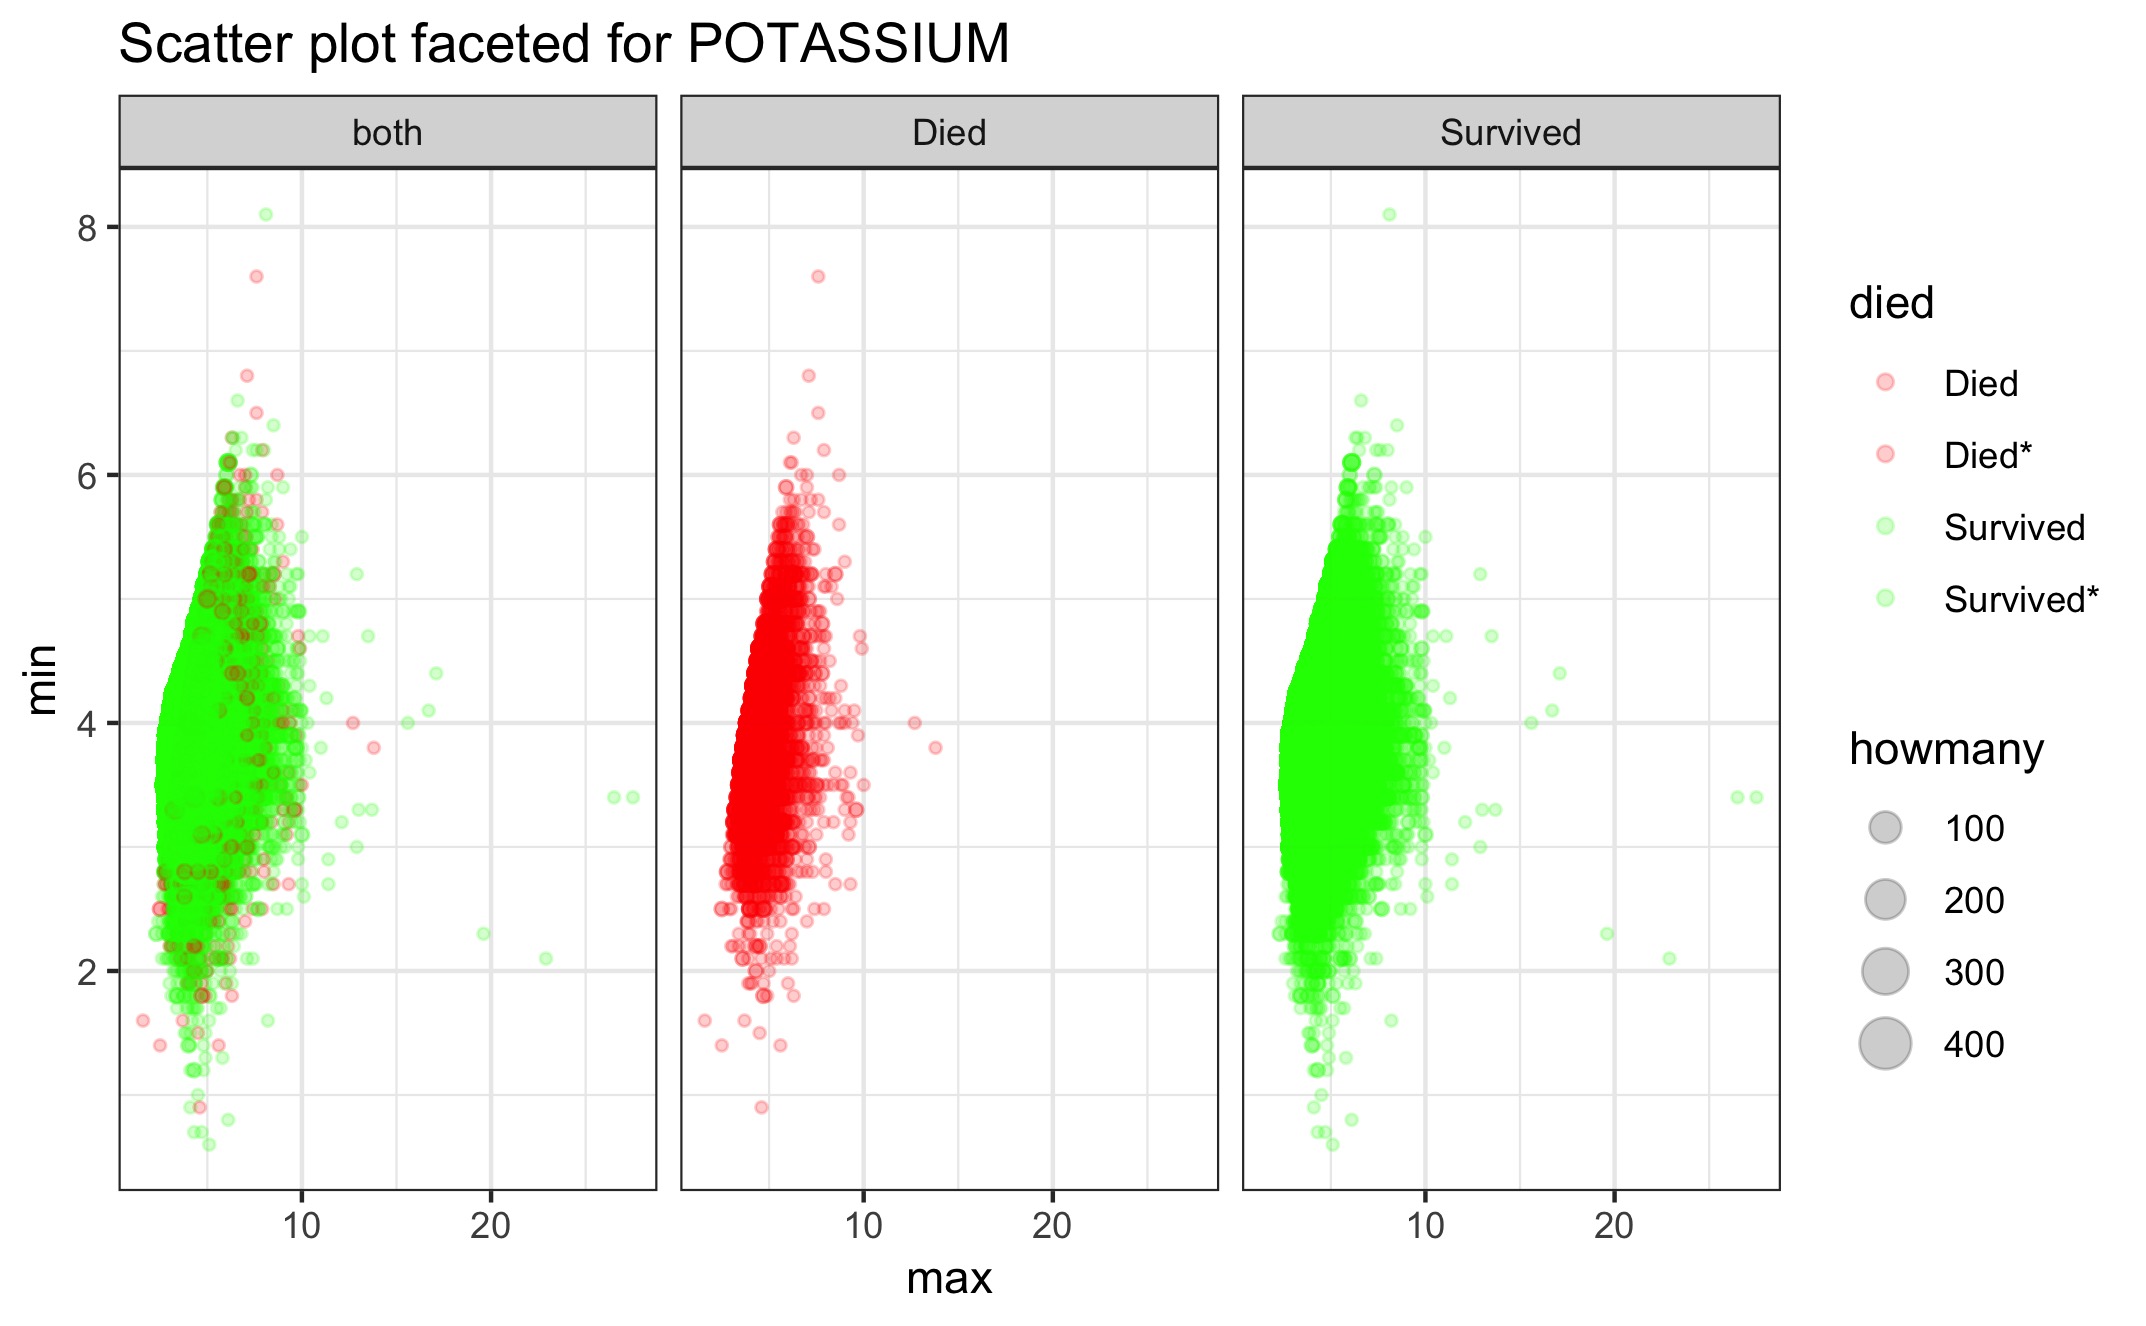 Scatter plot faceted for POTASSIUM
both
Died
Survived
min
8
6
4
2
10
20
10
20
10
20
max
died
Died
Died*
Survived
Survived*
howmany
100
200
300
400